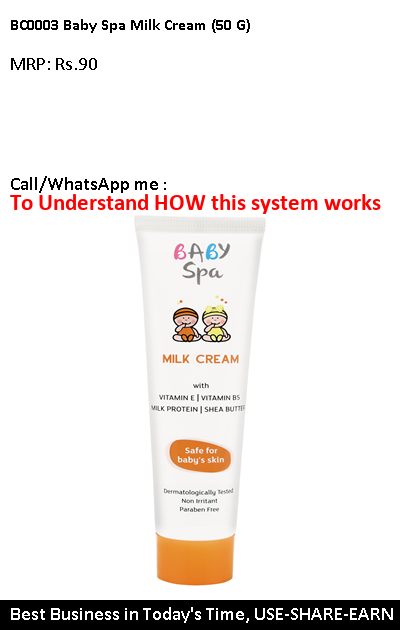 BC0003 Baby Spa Milk Cream (50 G)
MRP: Rs.90
Call/WhatsApp me :
To Understand HOW this system works
BABY
Spa
MILK CREAM
with
VITAMIN E | VITAMIN B5
MILK PROTEIN | SHEA BUTTER
Safe for
baby's skin
Dermatologically Tested
Non Irritant
Paraben Free
Best Business in Today's Time, USE-SHARE-EARN